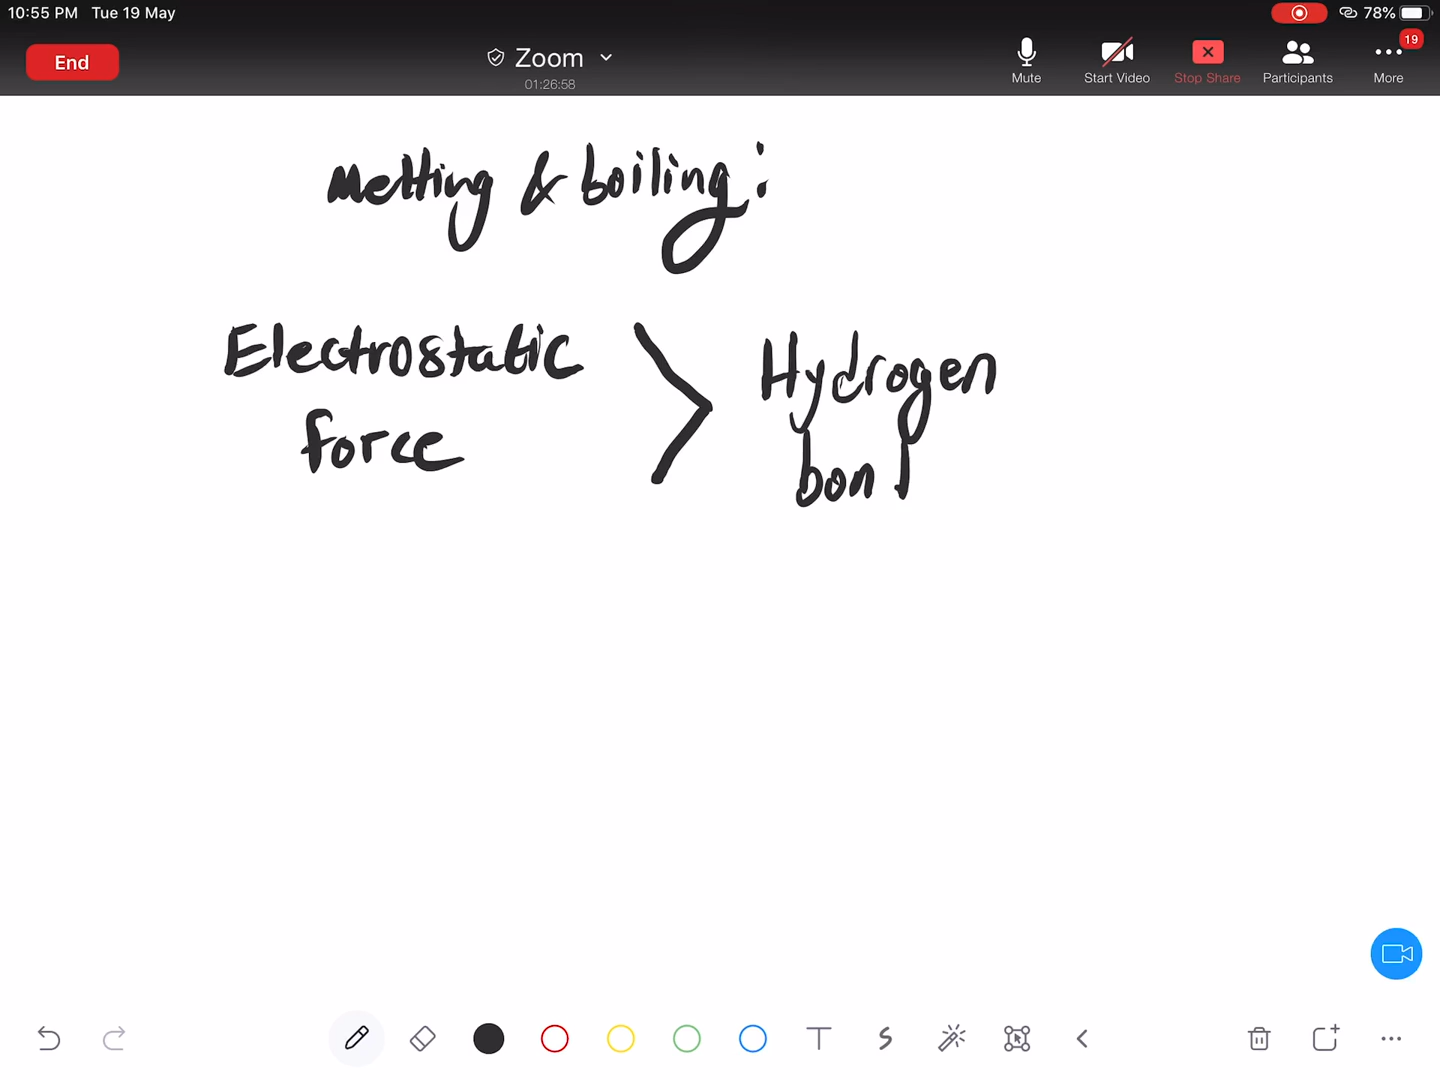 10:55 PM Tue 19 May
78%
End
Zoom
01:26:58
Mute
Start Video
Stop Share
Participants
More
19
Melting & boiling:
Electrostatic
force
>
Hydrogen
bond
T